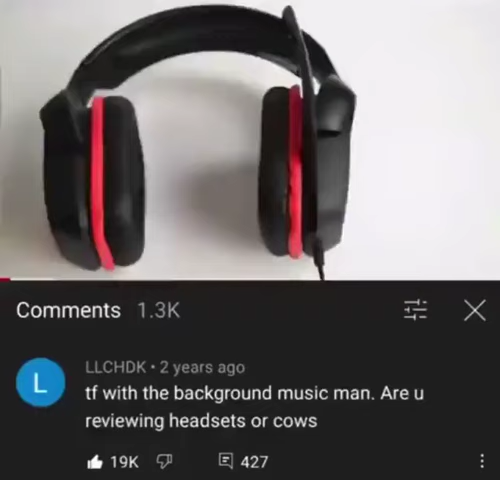 Comments 1.3K
L
LLCHDK • 2 years ago
tf with the background music man. Are u
reviewing headsets or cows
19K 427